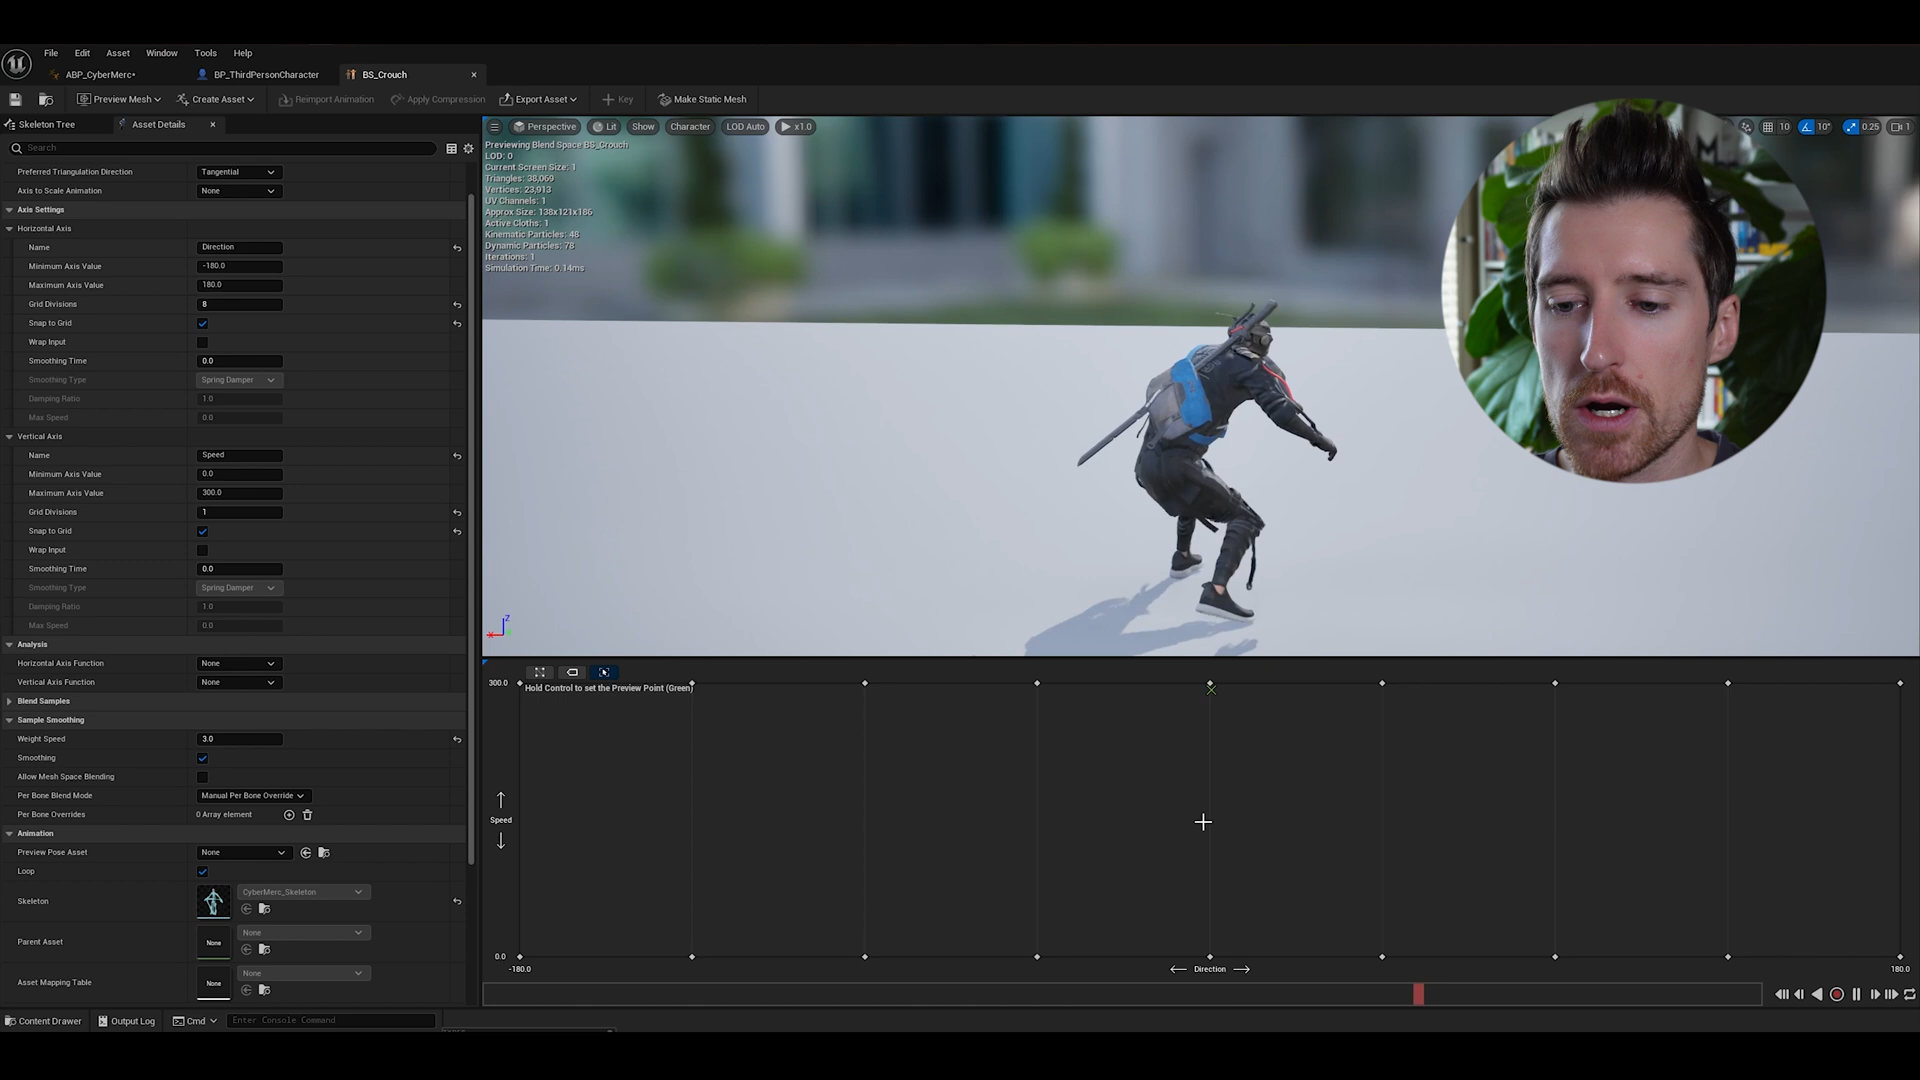 File Edit Asset Window Tools Help
ABP_CyberMerc* BP_ThirdPersonCharacter BS_Crouch
Preview Mesh Create Asset Reimport Animation Apply Compression Export Asset Key Make Static Mesh
Skeleton Tree Asset Details
Search
Preferred Triangulation Direction Tangential
Axis to Scale Animation None
Axis Settings
Horizontal Axis
Name Direction
Minimum Axis Value -180.0
Maximum Axis Value 180.0
Grid Divisions 8
Snap to Grid
Wrap Input
Smoothing Time 0.0
Smoothing Type Spring Damper
Damping Ratio 1.0
Max Speed 0.0
Vertical Axis
Name Speed
Minimum Axis Value 0.0
Maximum Axis Value 300.0
Grid Divisions 1
Snap to Grid
Wrap Input
Smoothing Time 0.0
Smoothing Type Spring Damper
Damping Ratio 1.0
Max Speed 0.0
Analysis
Horizontal Axis Function None
Vertical Axis Function None
Blend Samples
Sample Smoothing
Weight Speed 3.0
Smoothing
Allow Mesh Space Blending
Per Bone Blend Mode Manual Per Bone Override
Per Bone Overrides 0 Array element
Animation
Preview Pose Asset None
Loop
Skeleton CyberMerc_Skeleton
Parent Asset None None
Asset Mapping Table None None
Perspective Lit Show Character LOD Auto x1.0 10 10° 0.25 1
Previewing Blend Space BS_Crouch
LOD: 0
Current Screen Size: 1
Triangles: 38,069
Vertices: 23,913
UV Channels: 1
Approx Size: 138x121x186
Active Cloths: 1
Kinematic Particles: 48
Dynamic Particles: 78
Iterations: 1
Simulation Time: 0.14ms
Z
X
300.0
Hold Control to set the Preview Point (Green)
Speed
0.0
-180.0 Direction 180.0
Content Drawer Output Log Cmd Enter Console Command